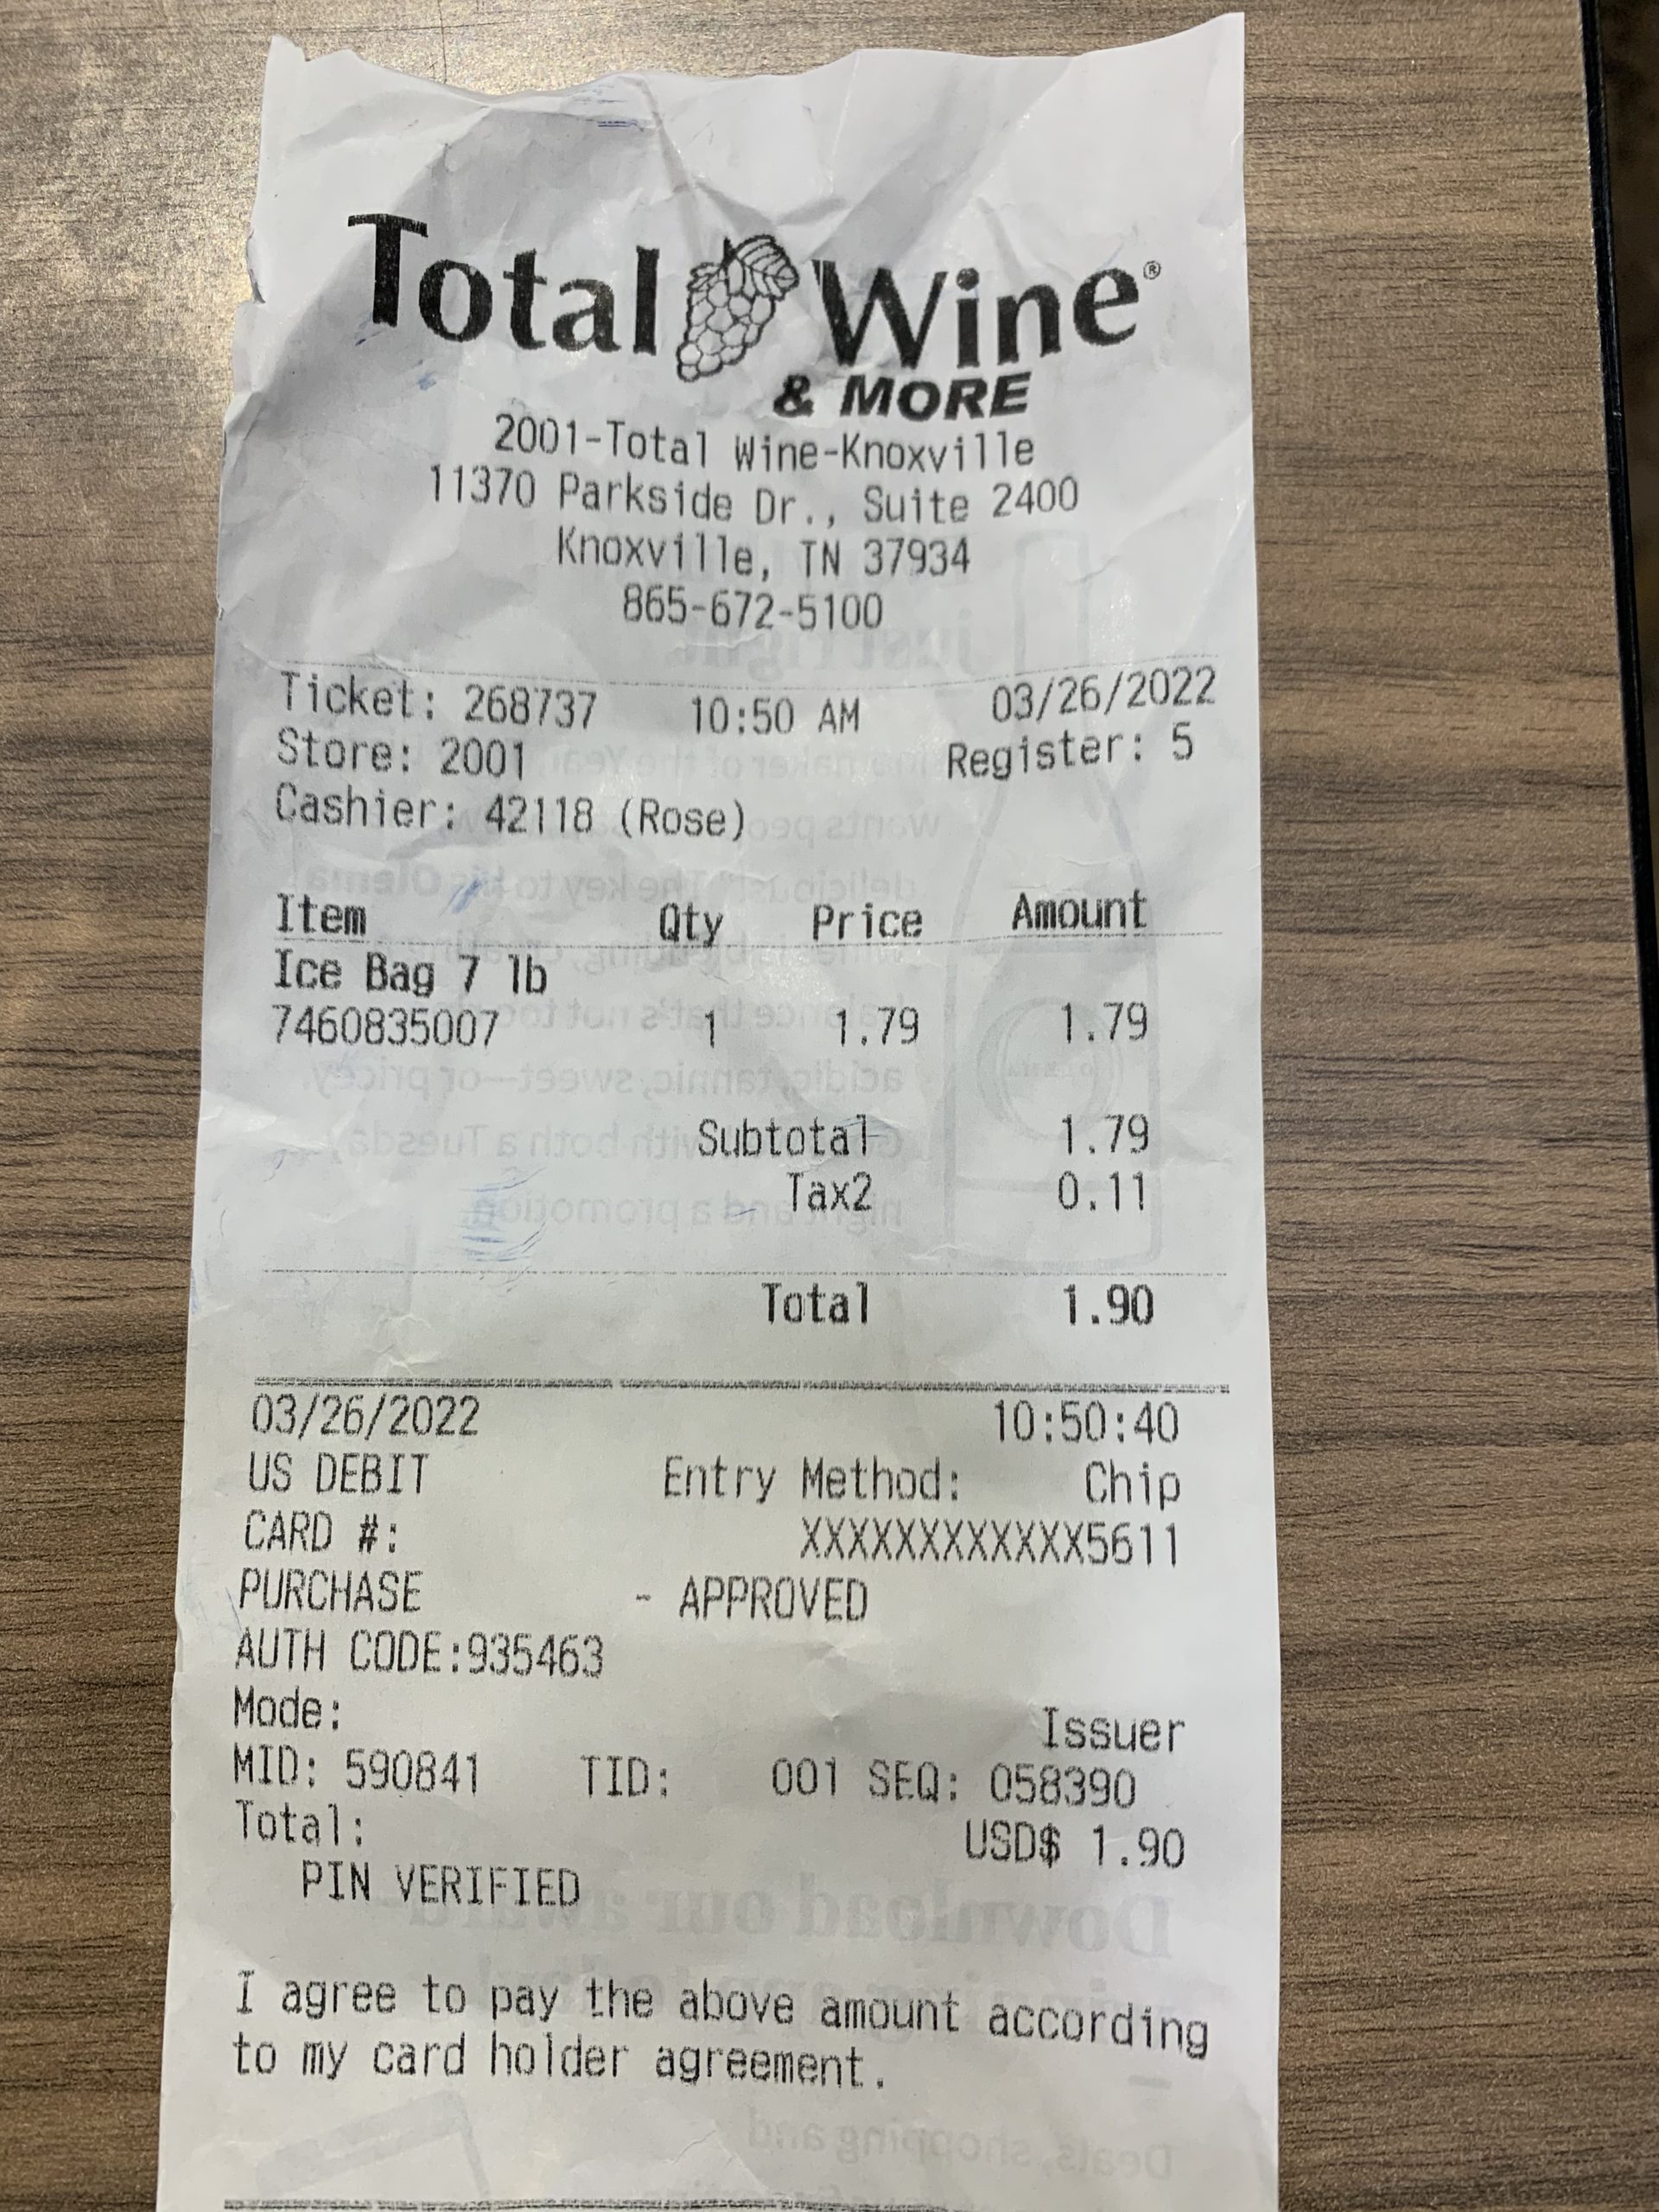 Total Wine®
& MORE
2001-Total Wine-Knoxville
11370 Parkside Dr., Suite 2400
Knoxville, TN 37934
865-672-5100
Ticket: 268737 10:50 AM 03/26/2022
Store: 2001 Register: 5
Cashier: 42118 (Rose)
Item Qty Price Amount
Ice Bag 7 lb
7460835007 1 1.79 1.79
Subtotal 1.79
Tax2 0.11
Total 1.90
03/26/2022 10:50:40
US DEBIT Entry Method: Chip
CARD #: XXXXXXXXXXXX5611
PURCHASE - APPROVED
AUTH CODE:935463
Mode: Issuer
MID: 590841 TID: 001 SEQ: 058390
Total: USD$ 1.90
PIN VERIFIED
I agree to pay the above amount according
to my card holder agreement.